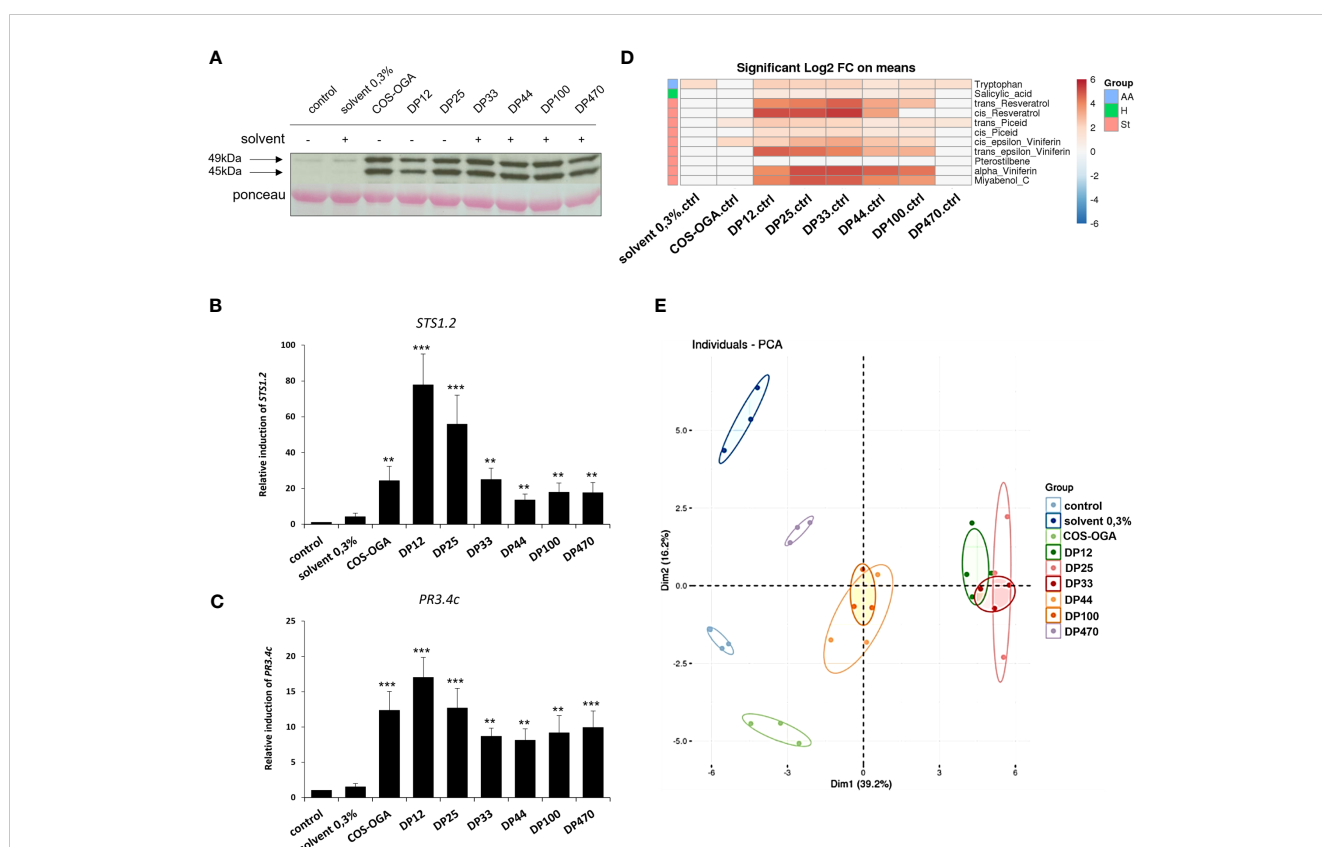 A
control
solvent 0,3%
COS-OGA
DP12
DP25
DP33
DP44
DP100
DP470
solvent
- + - - - + + + +
49kDa
45kDa
ponceau
B
STS1.2
Relative induction of STS1.2
100
80
60
40
20
0
** *** *** ** ** ** **
control
solvent 0,3%
COS-OGA
DP12
DP25
DP33
DP44
DP100
DP470
C
PR3.4c
Relative induction of PR3.4c
25
20
15
10
5
0
*** *** *** ** ** ** ***
control
solvent 0,3%
COS-OGA
DP12
DP25
DP33
DP44
DP100
DP470
D
Significant Log2 FC on means
Tryptophan
Salicylic_acid
trans_Resveratrol
cis_Resveratrol
trans_Piceid
cis_Piceid
cis_epsilon_Viniferin
trans_epsilon_Viniferin
Pterostilbene
alpha_Viniferin
Miyabenol_C
solvent 0,3%.ctrl
COS-OGA.ctrl
DP12.ctrl
DP25.ctrl
DP33.ctrl
DP44.ctrl
DP100.ctrl
DP470.ctrl
6
4
2
0
-2
-4
-6
Group
AA
H
St
E
Individuals - PCA
Dim2 (16.2%)
5.0
2.5
0.0
-2.5
-5.0
-6
-3
0
3
6
Dim1 (39.2%)
Group
control
solvent 0,3%
COS-OGA
DP12
DP25
DP33
DP44
DP100
DP470